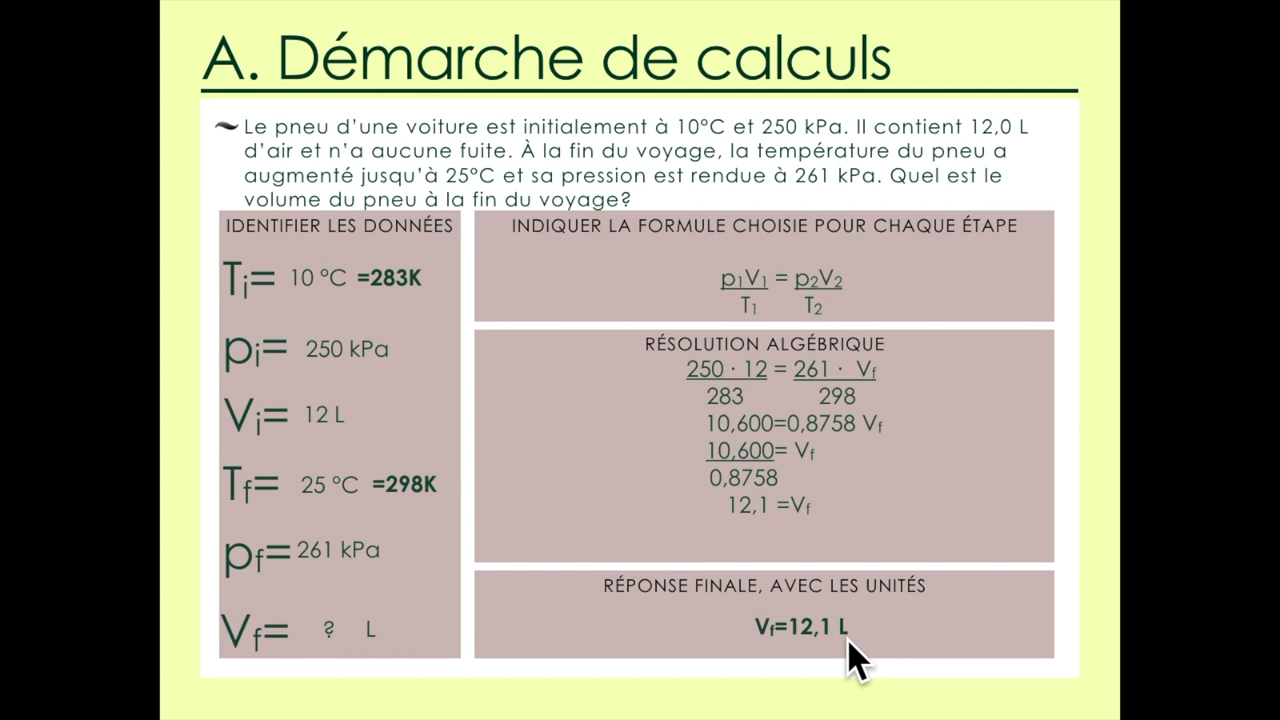 A. Démarche de calculs
Le pneu d’une voiture est initialement à 10°C et 250 kPa. Il contient 12,0 L
d’air et n’a aucune fuite. À la fin du voyage, la température du pneu a
augmenté jusqu’à 25°C et sa pression est rendue à 261 kPa. Quel est le
volume du pneu à la fin du voyage?
IDENTIFIER LES DONNÉES
Ti= 10 °C =283K
pi= 250 kPa
Vi= 12 L
Tf= 25 °C =298K
pf= 261 kPa
Vf= ? L
INDIQUER LA FORMULE CHOISIE POUR CHAQUE ÉTAPE
p1V1 = p2V2
T1 T2
RÉSOLUTION ALGÉBRIQUE
250 · 12 = 261 · Vf
283 298
10,600=0,8758 Vf
10,600= Vf
0,8758
12,1 =Vf
RÉPONSE FINALE, AVEC LES UNITÉS
Vf=12,1 L